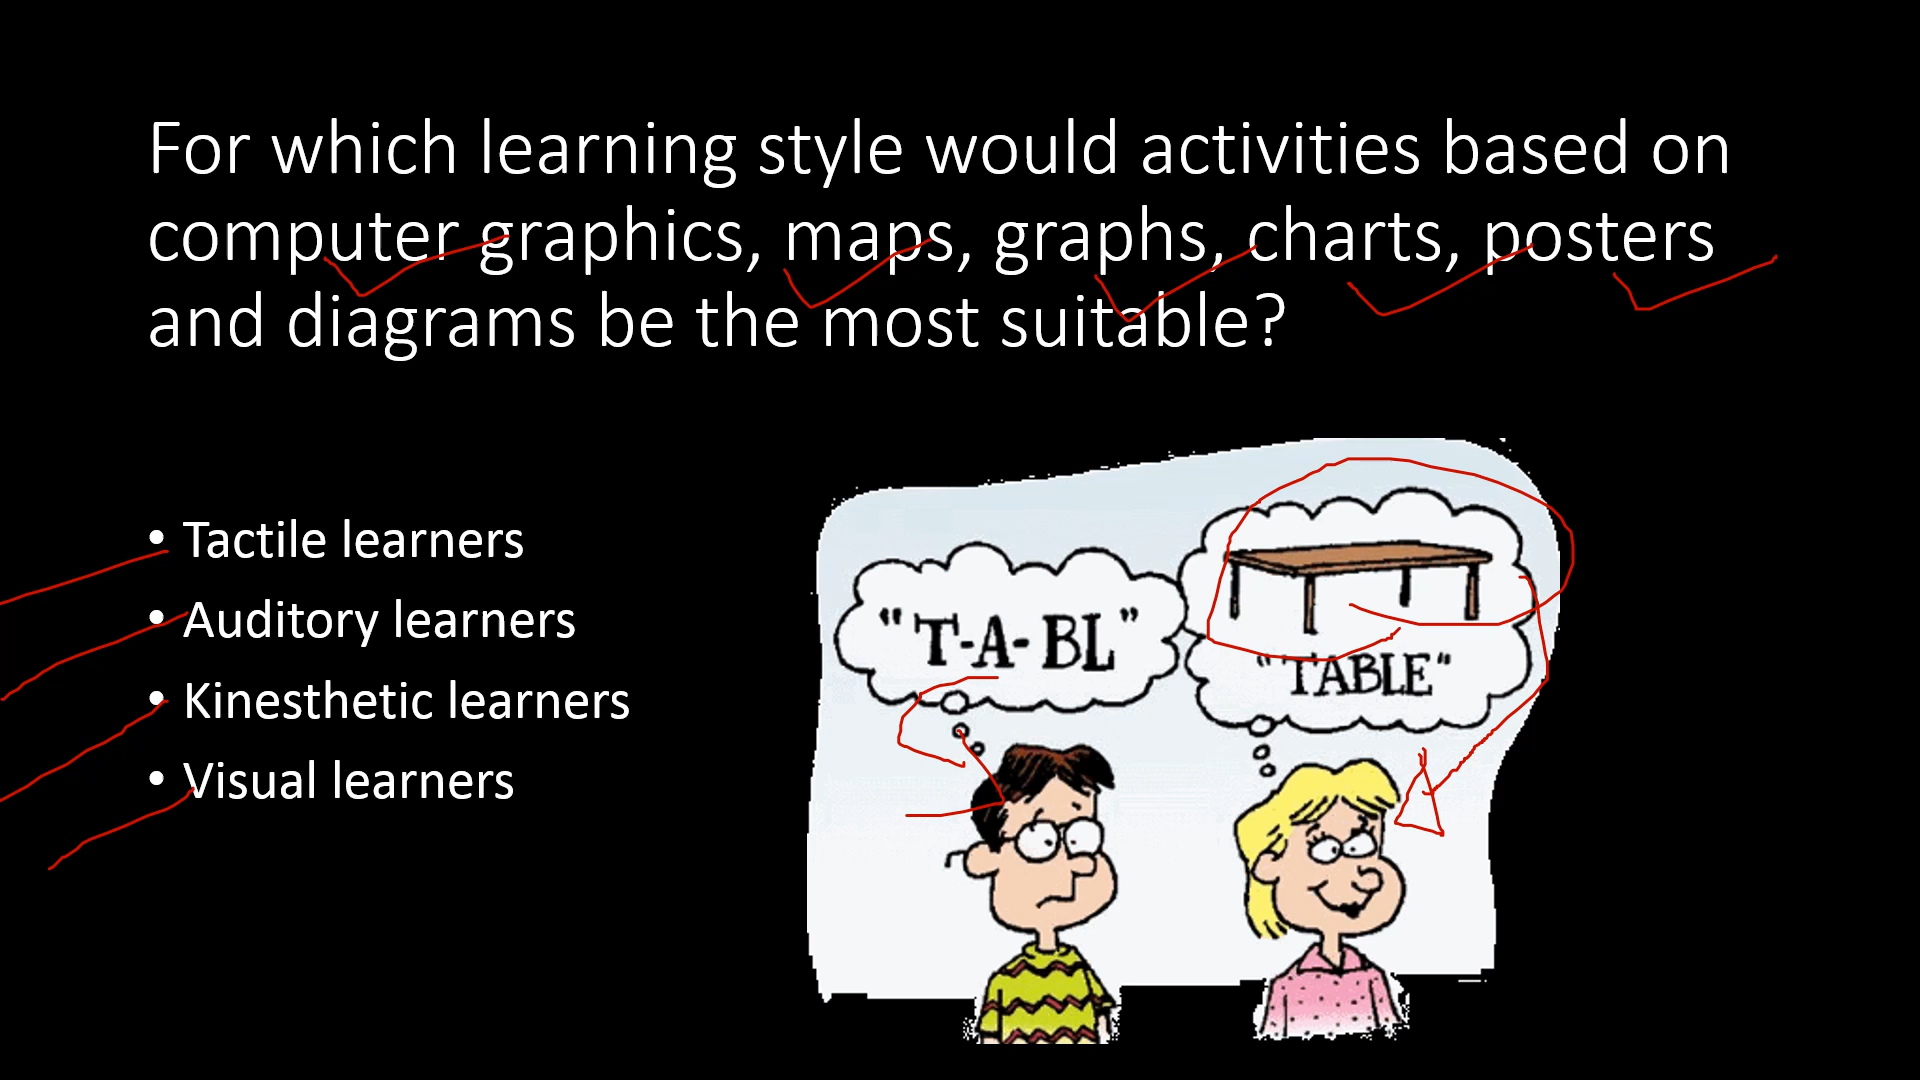 For which learning style would activities based on
computer graphics, maps, graphs, charts, posters
and diagrams be the most suitable?
• Tactile learners
• Auditory learners
• Kinesthetic learners
• Visual learners
"T-A-BL"
"TABLE"